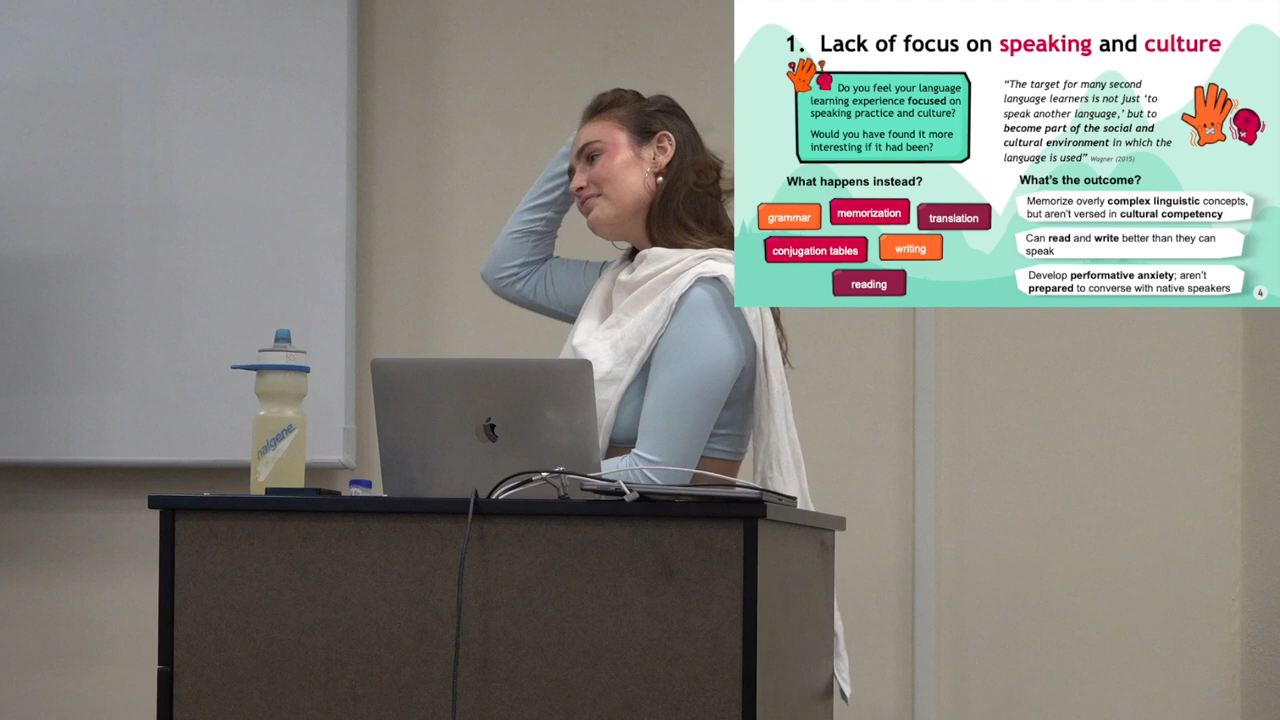 1. Lack of focus on speaking and culture
Do you feel your language
learning experience focused on
speaking practice and culture?
Would you have found it more
interesting if it had been?
“The target for many second
language learners is not just ‘to
speak another language,’ but to
become part of the social and
cultural environment in which the
language is used” Wagner (2015)
What happens instead?
grammar
memorization
translation
conjugation tables
writing
reading
What’s the outcome?
Memorize overly complex linguistic concepts,
but aren’t versed in cultural competency
Can read and write better than they can
speak
Develop performative anxiety; aren’t
prepared to converse with native speakers
4
nalgene